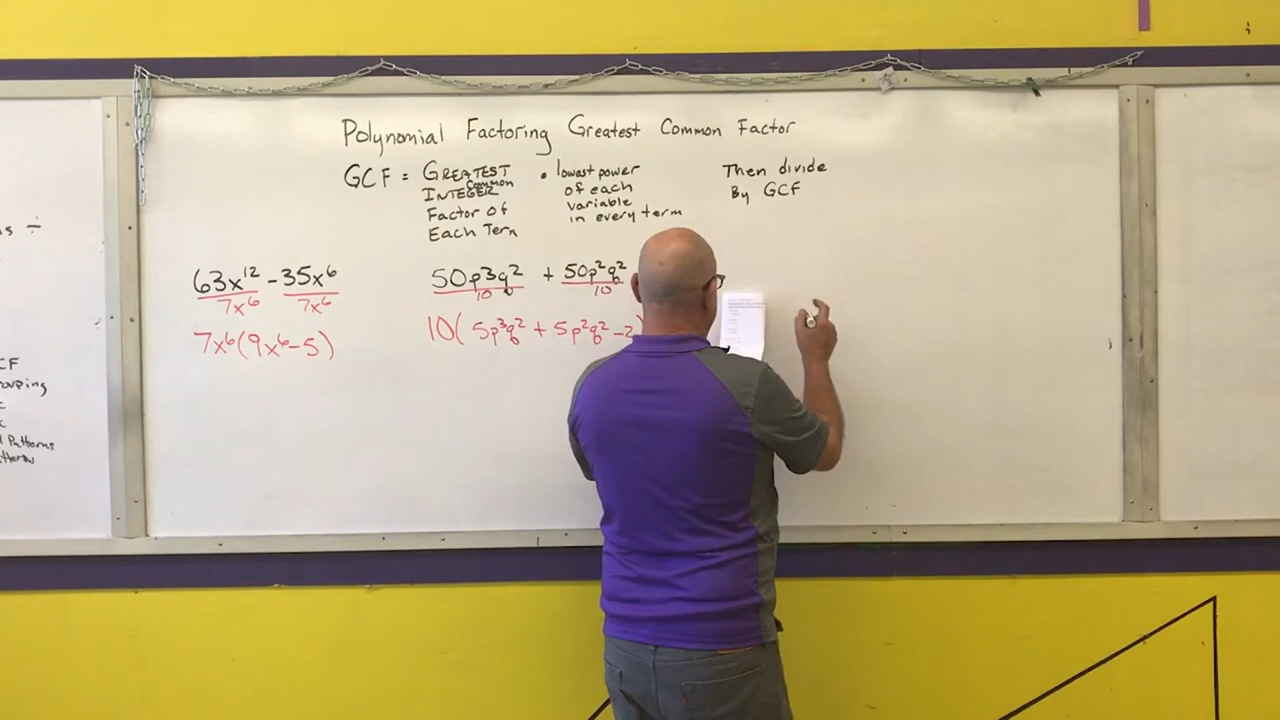 Polynomial Factoring Greatest Common Factor
GCF = GREATEST
Common
INTEGER
Factor of
Each Term
• lowest power
of each
variable
in every term
Then divide
By GCF
63x¹² - 35x⁶
7x⁶ 7x⁶
7x⁶(9x⁶-5)
50p³q² + 50p²q²
10 10
10(5p³q² + 5p²q² -2)
÷
CF
Patterns